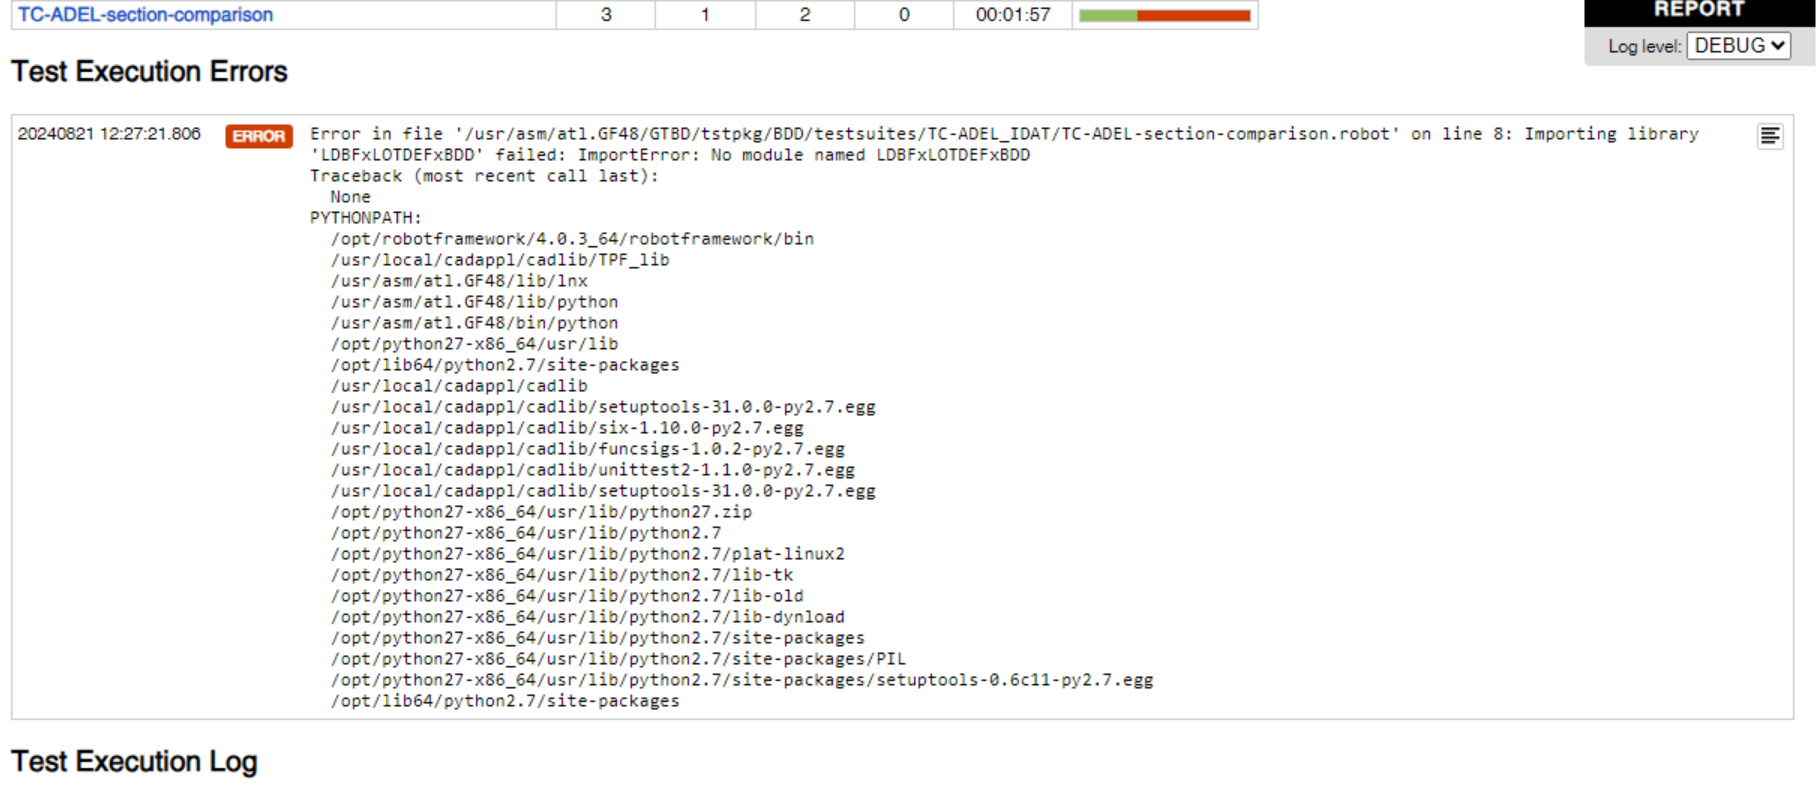 TC-ADEL-section-comparison 3 1 2 0 00:01:57
REPORT
Log level: DEBUG
Test Execution Errors
20240821 12:27:21.806 ERROR Error in file '/usr/asm/atl.GF48/GTBD/tstpkg/BDD/testsuites/TC-ADEL_IDAT/TC-ADEL-section-comparison.robot' on line 8: Importing library
'LDBFxLOTDEFxBDD' failed: ImportError: No module named LDBFxLOTDEFxBDD
Traceback (most recent call last):
None
PYTHONPATH:
/opt/robotframework/4.0.3_64/robotframework/bin
/usr/local/cadappl/cadlib/TPF_lib
/usr/asm/atl.GF48/lib/lnx
/usr/asm/atl.GF48/lib/python
/usr/asm/atl.GF48/bin/python
/opt/python27-x86_64/usr/lib
/opt/lib64/python2.7/site-packages
/usr/local/cadappl/cadlib
/usr/local/cadappl/cadlib/setuptools-31.0.0-py2.7.egg
/usr/local/cadappl/cadlib/six-1.10.0-py2.7.egg
/usr/local/cadappl/cadlib/funcsigs-1.0.2-py2.7.egg
/usr/local/cadappl/cadlib/unittest2-1.1.0-py2.7.egg
/usr/local/cadappl/cadlib/setuptools-31.0.0-py2.7.egg
/opt/python27-x86_64/usr/lib/python27.zip
/opt/python27-x86_64/usr/lib/python2.7
/opt/python27-x86_64/usr/lib/python2.7/plat-linux2
/opt/python27-x86_64/usr/lib/python2.7/lib-tk
/opt/python27-x86_64/usr/lib/python2.7/lib-old
/opt/python27-x86_64/usr/lib/python2.7/lib-dynload
/opt/python27-x86_64/usr/lib/python2.7/site-packages
/opt/python27-x86_64/usr/lib/python2.7/site-packages/PIL
/opt/python27-x86_64/usr/lib/python2.7/site-packages/setuptools-0.6c11-py2.7.egg
/opt/lib64/python2.7/site-packages
Test Execution Log